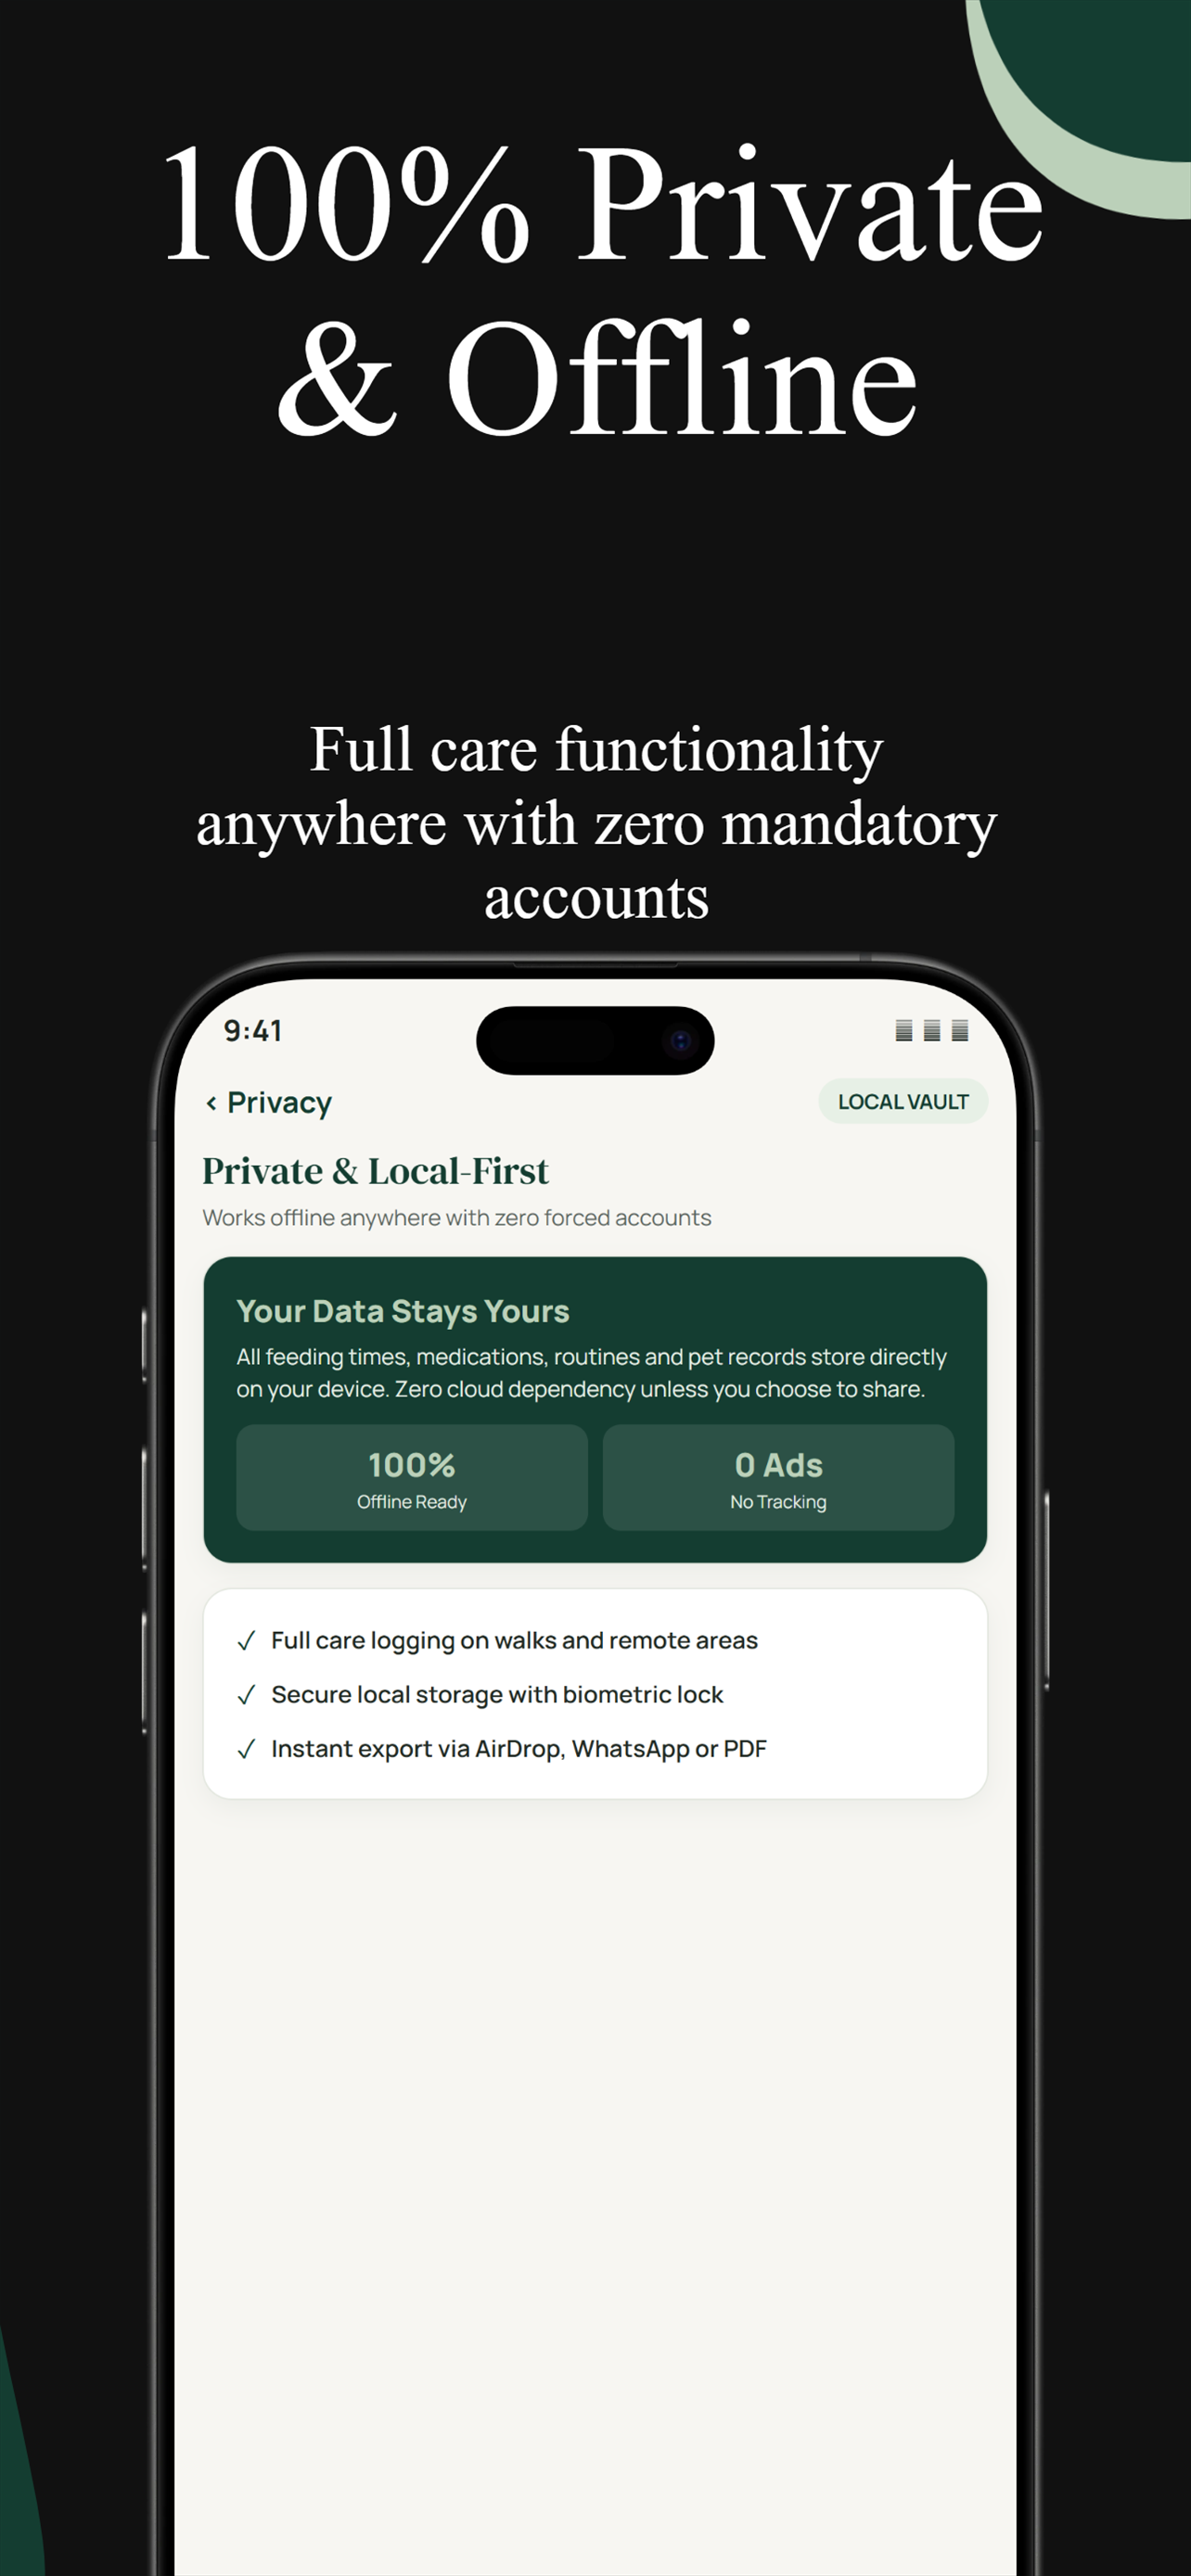 100% Private
& Offline
Full care functionality
anywhere with zero mandatory
accounts
9:41
‹ Privacy
LOCAL VAULT
Private & Local-First
Works offline anywhere with zero forced accounts
Your Data Stays Yours
All feeding times, medications, routines and pet records store directly
on your device. Zero cloud dependency unless you choose to share.
100%
Offline Ready
0 Ads
No Tracking
✓ Full care logging on walks and remote areas
✓ Secure local storage with biometric lock
✓ Instant export via AirDrop, WhatsApp or PDF